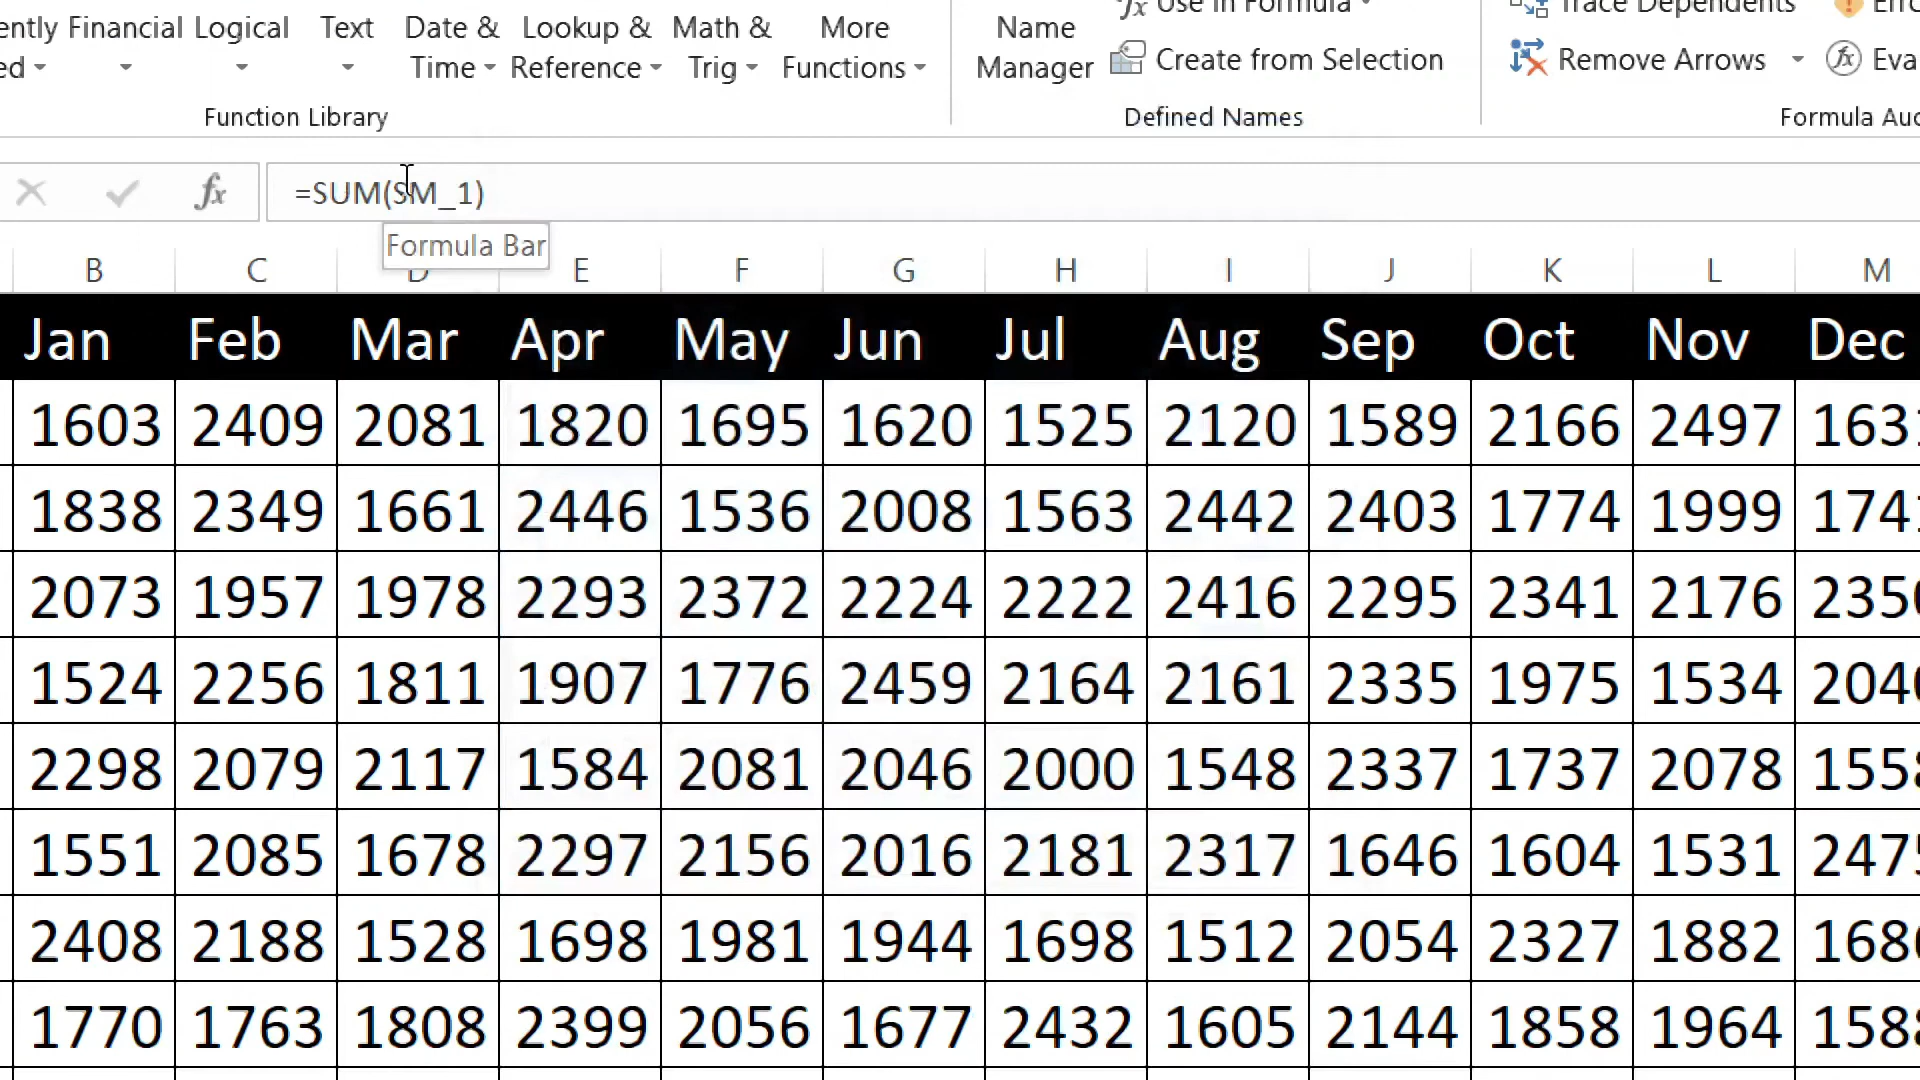 Use in Formula
Trace Dependents
ently Financial Logical Text Date & Lookup & Math & More Name
ed Time Reference Trig Functions Manager Create from Selection Remove Arrows fx Eva
Function Library Defined Names Formula Aud
fx =SUM(SM_1)
Formula Bar
B C D E F G H I J K L M
Jan Feb Mar Apr May Jun Jul Aug Sep Oct Nov Dec
1603 2409 2081 1820 1695 1620 1525 2120 1589 2166 2497 163
1838 2349 1661 2446 1536 2008 1563 2442 2403 1774 1999 174
2073 1957 1978 2293 2372 2224 2222 2416 2295 2341 2176 235
1524 2256 1811 1907 1776 2459 2164 2161 2335 1975 1534 204
2298 2079 2117 1584 2081 2046 2000 1548 2337 1737 2078 155
1551 2085 1678 2297 2156 2016 2181 2317 1646 1604 1531 247
2408 2188 1528 1698 1981 1944 1698 1512 2054 2327 1882 168
1770 1763 1808 2399 2056 1677 2432 1605 2144 1858 1964 158